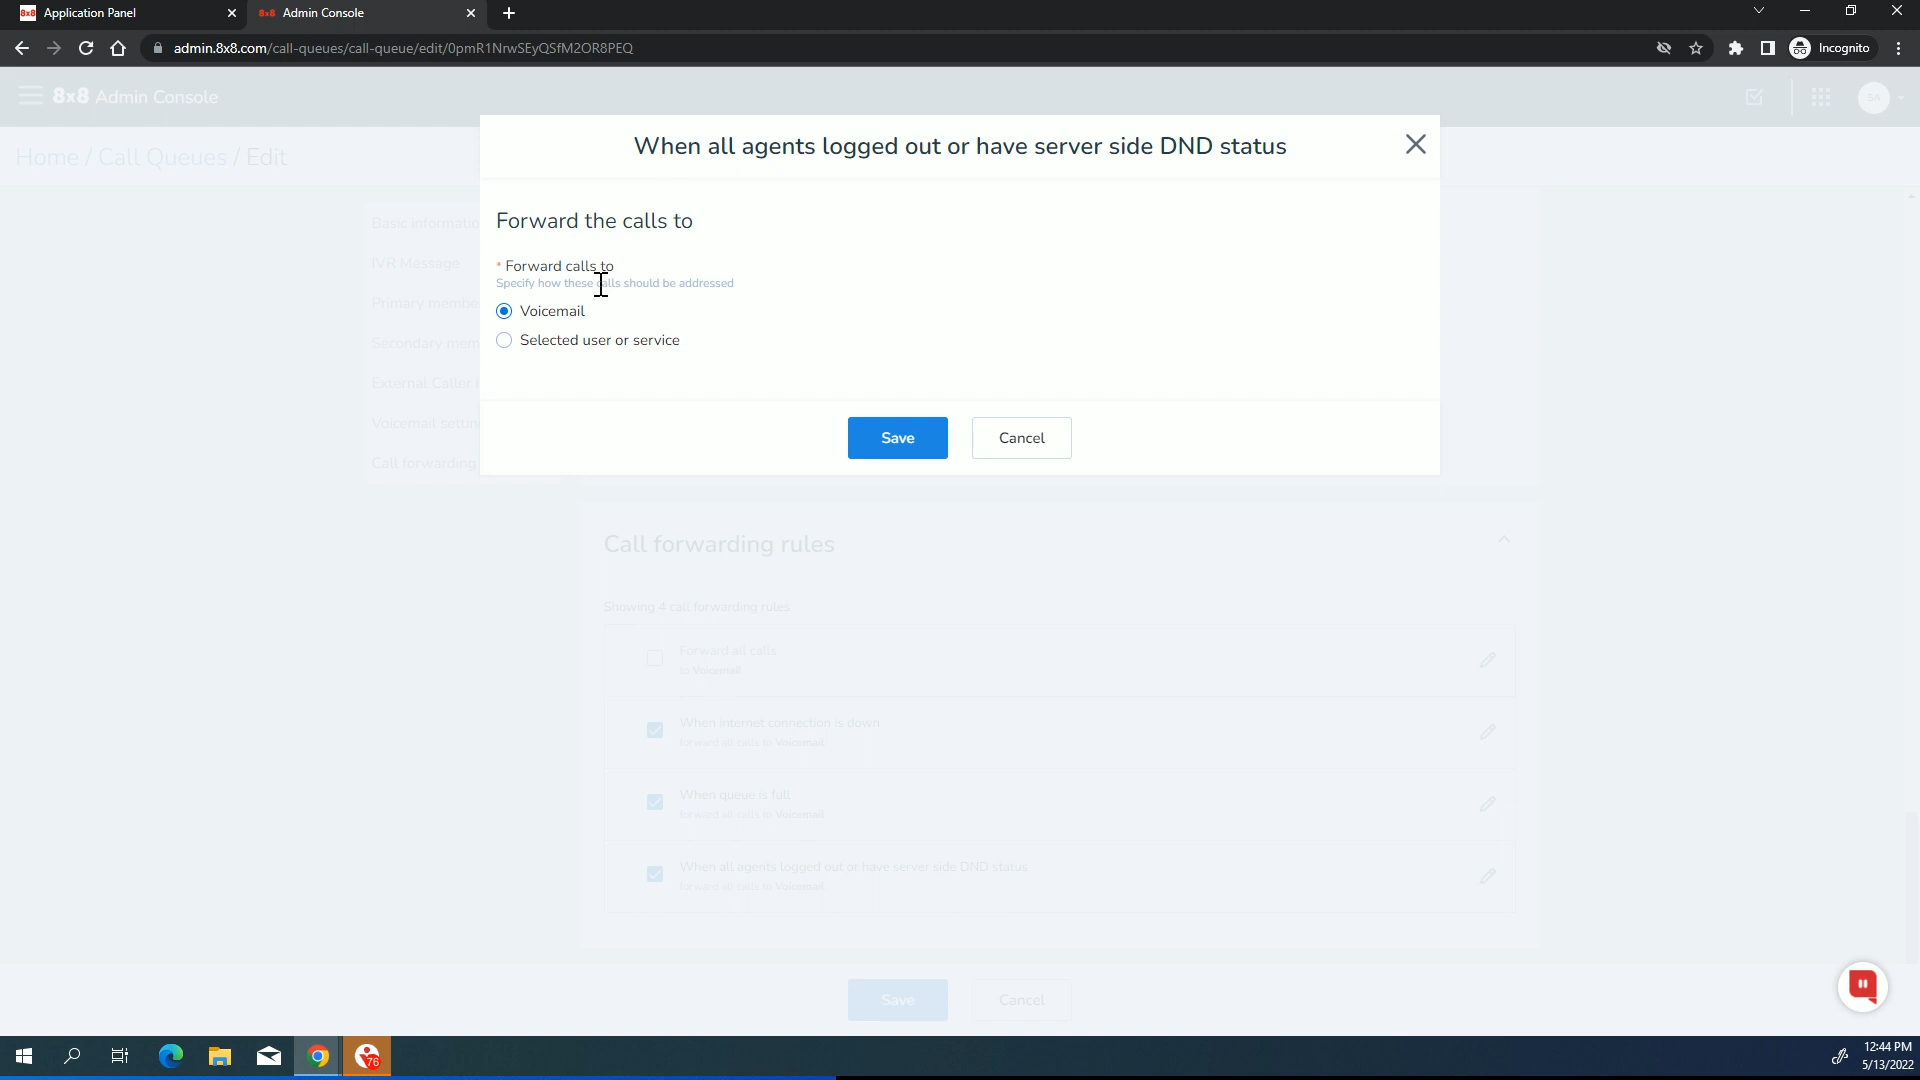 8x8 Application Panel
8x8 Admin Console
admin.8x8.com/call-queues/call-queue/edit/0pmR1NrwSEyQSfM2OR8PEQ
Incognito
8x8 Admin Console
SA
Home / Call Queues / Edit
When all agents logged out or have server side DND status
Basic informatio
IVR Message
Primary membe
Secondary mem
External Caller I
Voicemail settin
Call forwarding
Forward the calls to
* Forward calls to
Specify how these calls should be addressed
Voicemail
Selected user or service
Save
Cancel
Call forwarding rules
Showing 4 call forwarding rules
Forward all calls
to Voicemail
When internet connection is down
forward all calls to Voicemail
When queue is full
forward all calls to Voicemail
When all agents logged out or have server side DND status
forward all calls to Voicemail
Save
Cancel
76
12:44 PM
5/13/2022